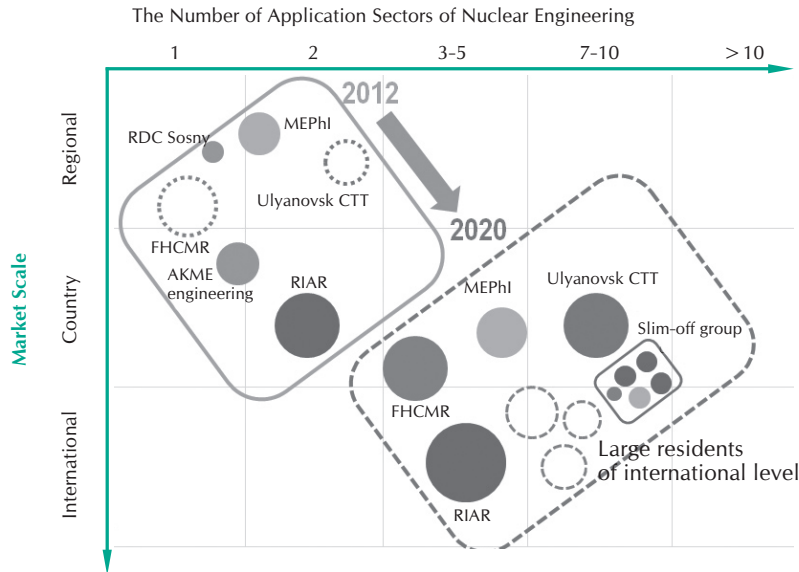 The Number of Application Sectors of Nuclear Engineering
1 2 3-5 7-10 >10
2012
RDC Sosny
MEPhI
Ulyanovsk CTT
FHCMR
AKME
engineering
RIAR
2020
MEPhI
Ulyanovsk CTT
Slim-off group
FHCMR
Large residents
of international level
RIAR
Market Scale
Regional
Country
International